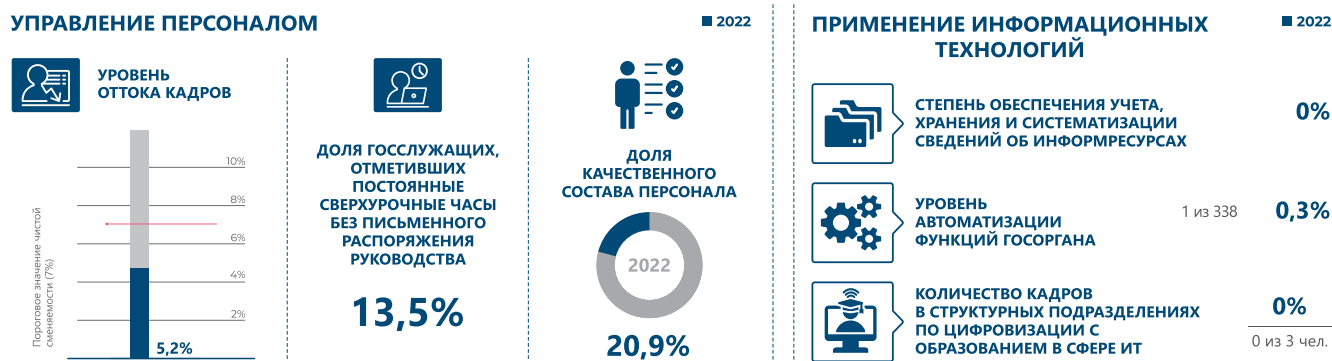 УПРАВЛЕНИЕ ПЕРСОНАЛОМ
2022
УРОВЕНЬ
ОТТОКА КАДРОВ
10%
8%
6%
4%
2%
Пороговое значение чистой
сменяемости (7%)
5,2%
ДОЛЯ ГОССЛУЖАЩИХ,
ОТМЕТИВШИХ
ПОСТОЯННЫЕ
СВЕРХУРОЧНЫЕ ЧАСЫ
БЕЗ ПИСЬМЕННОГО
РАСПОРЯЖЕНИЯ
РУКОВОДСТВА
13,5%
ДОЛЯ
КАЧЕСТВЕННОГО
СОСТАВА ПЕРСОНАЛА
2022
20,9%
ПРИМЕНЕНИЕ ИНФОРМАЦИОННЫХ
ТЕХНОЛОГИЙ
2022
СТЕПЕНЬ ОБЕСПЕЧЕНИЯ УЧЕТА,
ХРАНЕНИЯ И СИСТЕМАТИЗАЦИИ
СВЕДЕНИЙ ОБ ИНФОРМРЕСУРСАХ
0%
УРОВЕНЬ
АВТОМАТИЗАЦИИ
ФУНКЦИЙ ГОСОРГАНА
1 из 338
0,3%
КОЛИЧЕСТВО КАДРОВ
В СТРУКТУРНЫХ ПОДРАЗДЕЛЕНИЯХ
ПО ЦИФРОВИЗАЦИИ С
ОБРАЗОВАНИЕМ В СФЕРЕ ИТ
0%
0 из 3 чел.